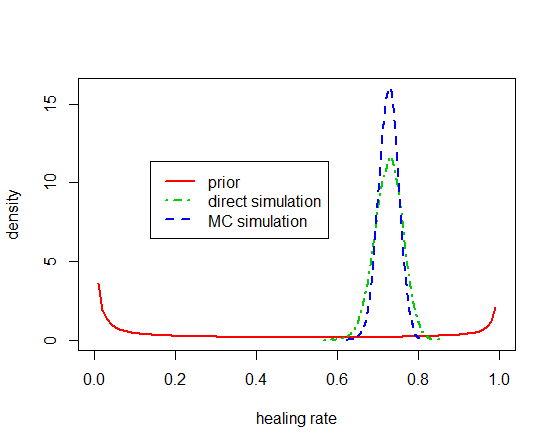 density
15
10
5
0
prior
direct simulation
MC simulation
0.0 0.2 0.4 0.6 0.8 1.0
healing rate